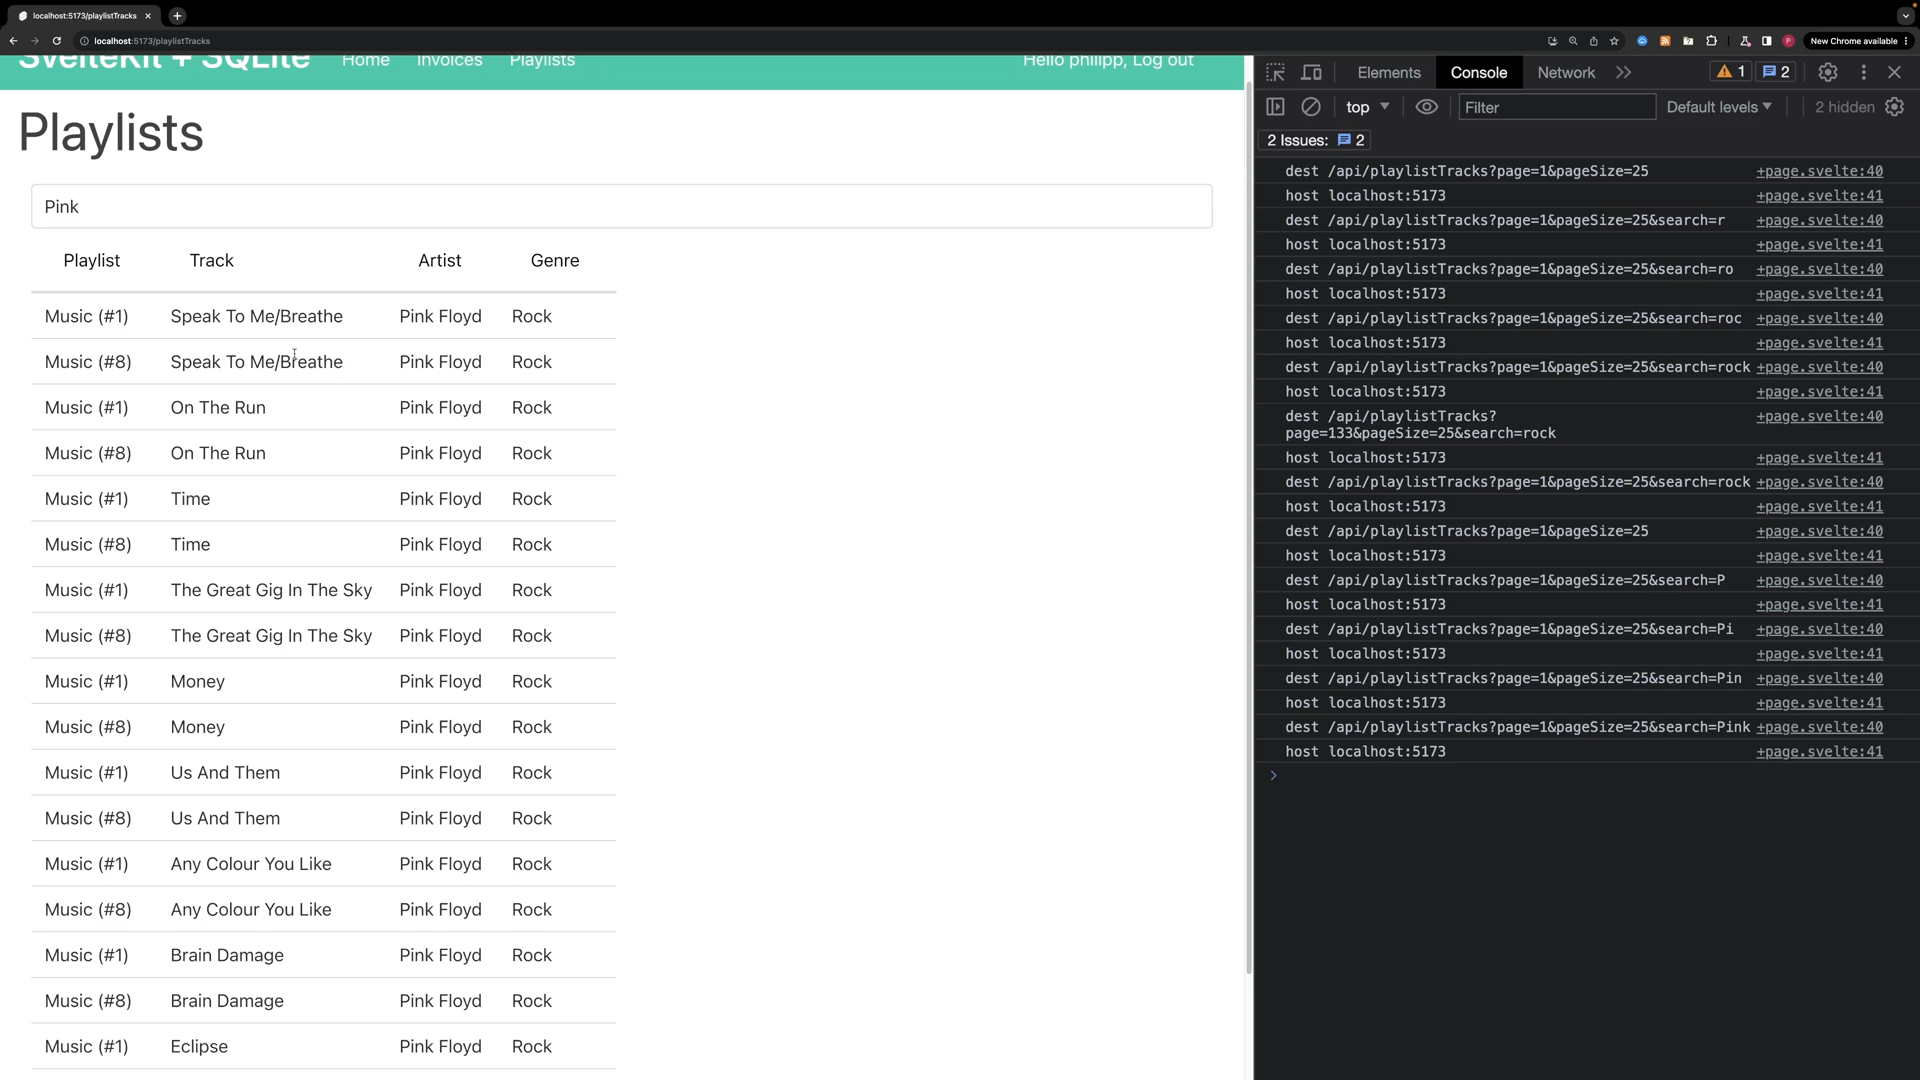 localhost:5173/playlistTracks
localhost:5173/playlistTracks
New Chrome available
SvelteKit + SQLite Home Invoices Playlists Hello philipp, Log out
Playlists
Pink
Playlist Track Artist Genre
Music (#1) Speak To Me/Breathe Pink Floyd Rock
Music (#8) Speak To Me/Breathe Pink Floyd Rock
Music (#1) On The Run Pink Floyd Rock
Music (#8) On The Run Pink Floyd Rock
Music (#1) Time Pink Floyd Rock
Music (#8) Time Pink Floyd Rock
Music (#1) The Great Gig In The Sky Pink Floyd Rock
Music (#8) The Great Gig In The Sky Pink Floyd Rock
Music (#1) Money Pink Floyd Rock
Music (#8) Money Pink Floyd Rock
Music (#1) Us And Them Pink Floyd Rock
Music (#8) Us And Them Pink Floyd Rock
Music (#1) Any Colour You Like Pink Floyd Rock
Music (#8) Any Colour You Like Pink Floyd Rock
Music (#1) Brain Damage Pink Floyd Rock
Music (#8) Brain Damage Pink Floyd Rock
Music (#1) Eclipse Pink Floyd Rock
Elements Console Network 1 2
top Filter Default levels 2 hidden
2 Issues: 2
dest /api/playlistTracks?page=1&pageSize=25 +page.svelte:40
host localhost:5173 +page.svelte:41
dest /api/playlistTracks?page=1&pageSize=25&search=r +page.svelte:40
host localhost:5173 +page.svelte:41
dest /api/playlistTracks?page=1&pageSize=25&search=ro +page.svelte:40
host localhost:5173 +page.svelte:41
dest /api/playlistTracks?page=1&pageSize=25&search=roc +page.svelte:40
host localhost:5173 +page.svelte:41
dest /api/playlistTracks?page=1&pageSize=25&search=rock +page.svelte:40
host localhost:5173 +page.svelte:41
dest /api/playlistTracks? +page.svelte:40
page=133&pageSize=25&search=rock
host localhost:5173 +page.svelte:41
dest /api/playlistTracks?page=1&pageSize=25&search=rock +page.svelte:40
host localhost:5173 +page.svelte:41
dest /api/playlistTracks?page=1&pageSize=25 +page.svelte:40
host localhost:5173 +page.svelte:41
dest /api/playlistTracks?page=1&pageSize=25&search=P +page.svelte:40
host localhost:5173 +page.svelte:41
dest /api/playlistTracks?page=1&pageSize=25&search=Pi +page.svelte:40
host localhost:5173 +page.svelte:41
dest /api/playlistTracks?page=1&pageSize=25&search=Pin +page.svelte:40
host localhost:5173 +page.svelte:41
dest /api/playlistTracks?page=1&pageSize=25&search=Pink +page.svelte:40
host localhost:5173 +page.svelte:41